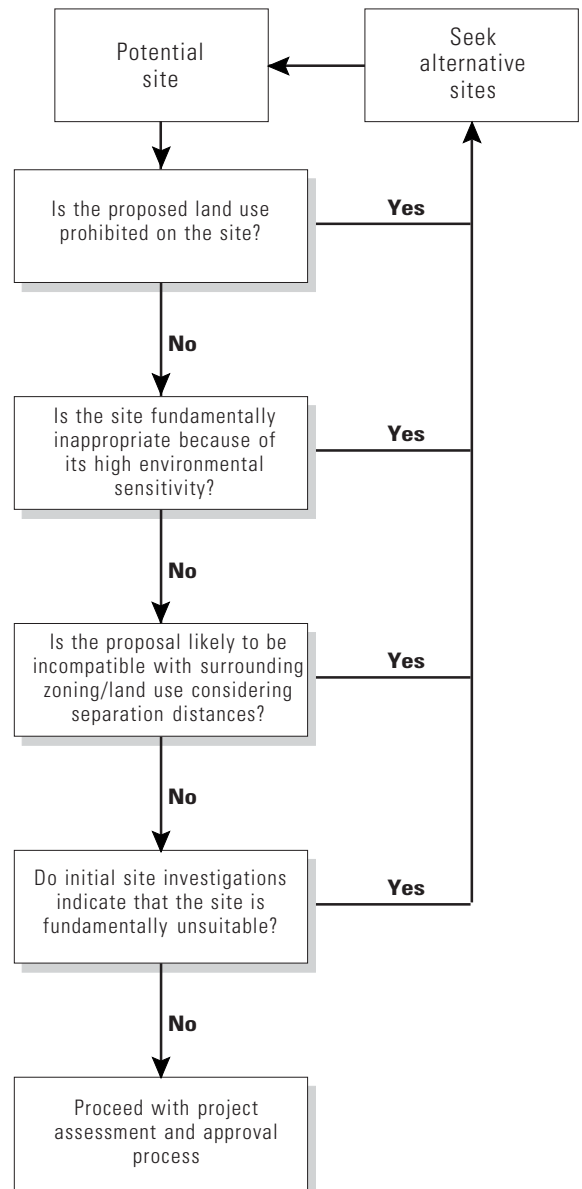 Potential
site
Seek
alternative
sites
Is the proposed land use
prohibited on the site?
Yes
No
Is the site fundamentally
inappropriate because of
its high environmental
sensitivity?
Yes
No
Is the proposal likely to be
incompatible with surrounding
zoning/land use considering
separation distances?
Yes
No
Do initial site investigations
indicate that the site is
fundamentally unsuitable?
Yes
No
Proceed with project
assessment and approval
process